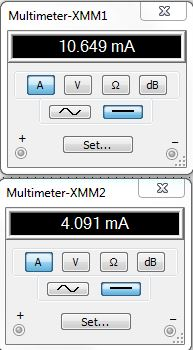 Multimeter-XMM1
10.649 mA
A V Ω dB
Set...
+ −
Multimeter-XMM2
4.091 mA
A V Ω dB
Set...
+ −